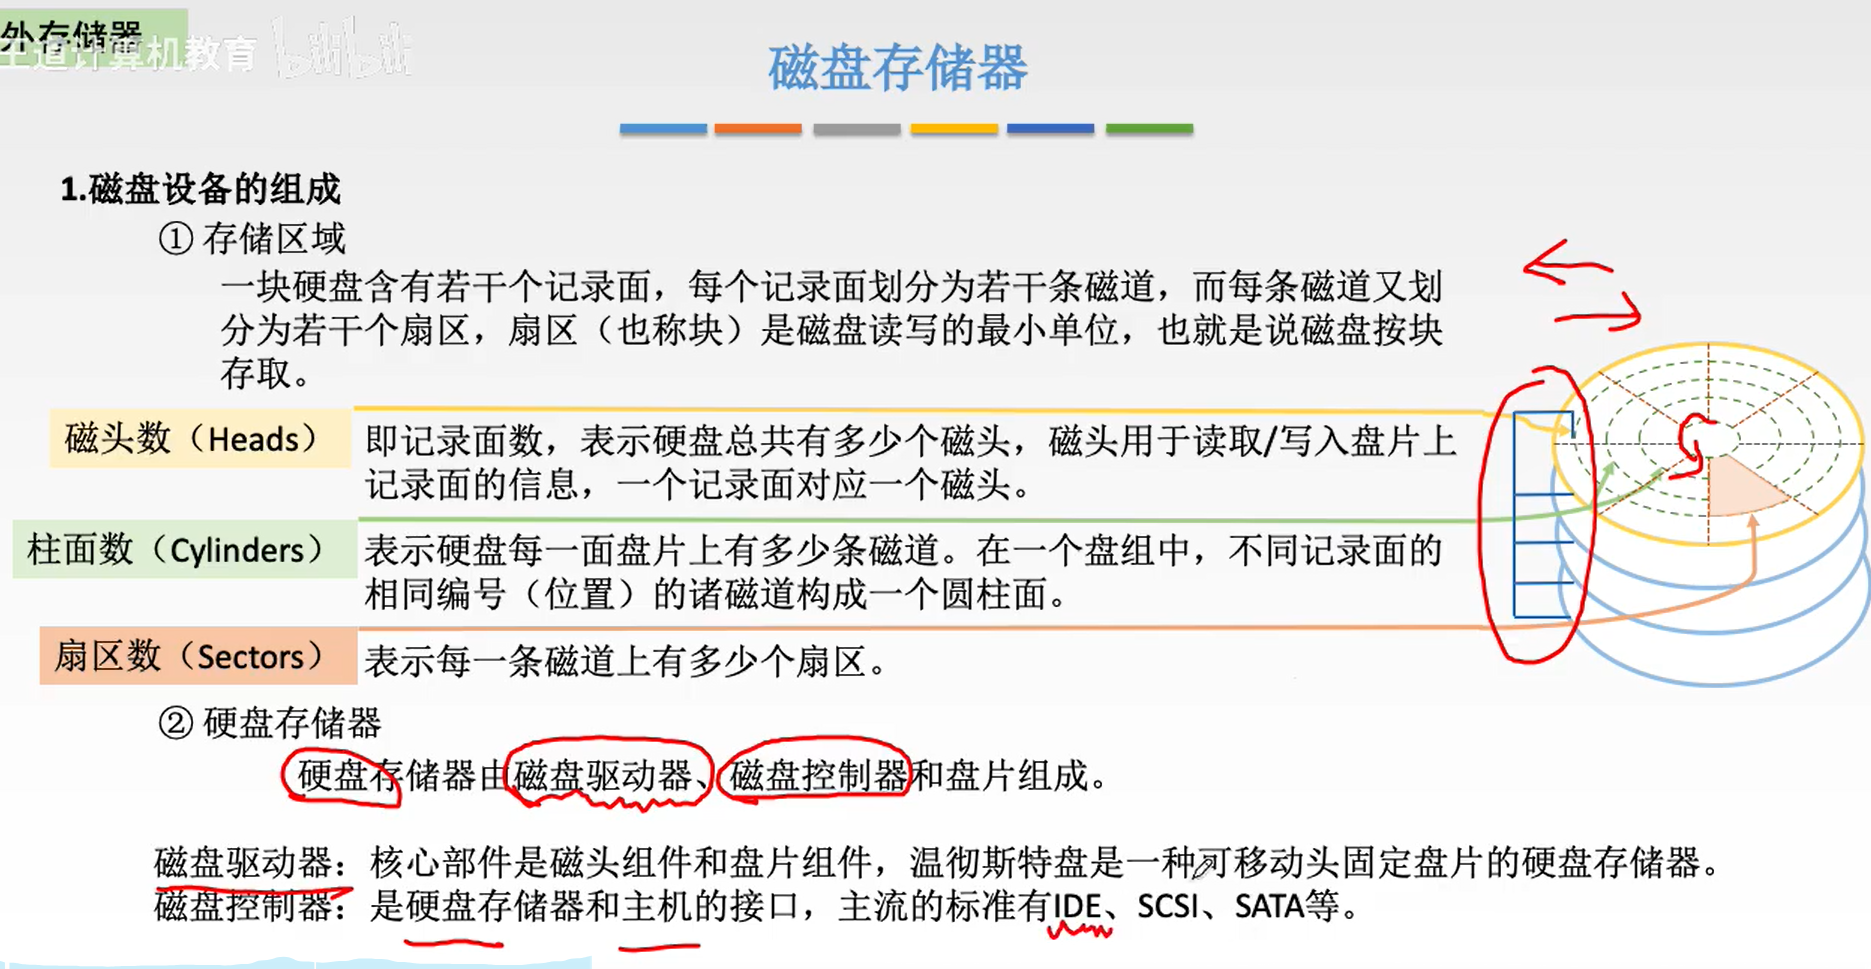 外存储器
王道计算机教育 bilibili
磁盘存储器
1.磁盘设备的组成
① 存储区域
一块硬盘含有若干个记录面，每个记录面划分为若干条磁道，而每条磁道又划
分为若干个扇区，扇区（也称块）是磁盘读写的最小单位，也就是说磁盘按块
存取。
磁头数（Heads）
即记录面数，表示硬盘总共有多少个磁头，磁头用于读取/写入盘片上
记录面的信息，一个记录面对应一个磁头。
柱面数（Cylinders）
表示硬盘每一面盘片上有多少条磁道。在一个盘组中，不同记录面的
相同编号（位置）的诸磁道构成一个圆柱面。
扇区数（Sectors）
表示每一条磁道上有多少个扇区。
② 硬盘存储器
硬盘存储器由磁盘驱动器、磁盘控制器和盘片组成。
磁盘驱动器：核心部件是磁头组件和盘片组件，温彻斯特盘是一种可移动头固定盘片的硬盘存储器。
磁盘控制器：是硬盘存储器和主机的接口，主流的标准有IDE、SCSI、SATA等。